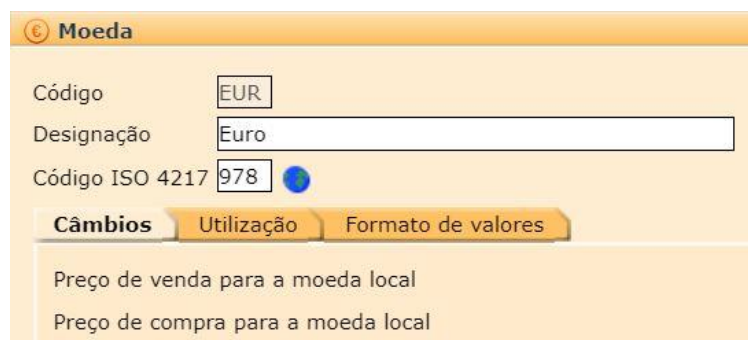 Moeda
Código EUR
Designação Euro
Código ISO 4217 978
Câmbios Utilização Formato de valores
Preço de venda para a moeda local
Preço de compra para a moeda local